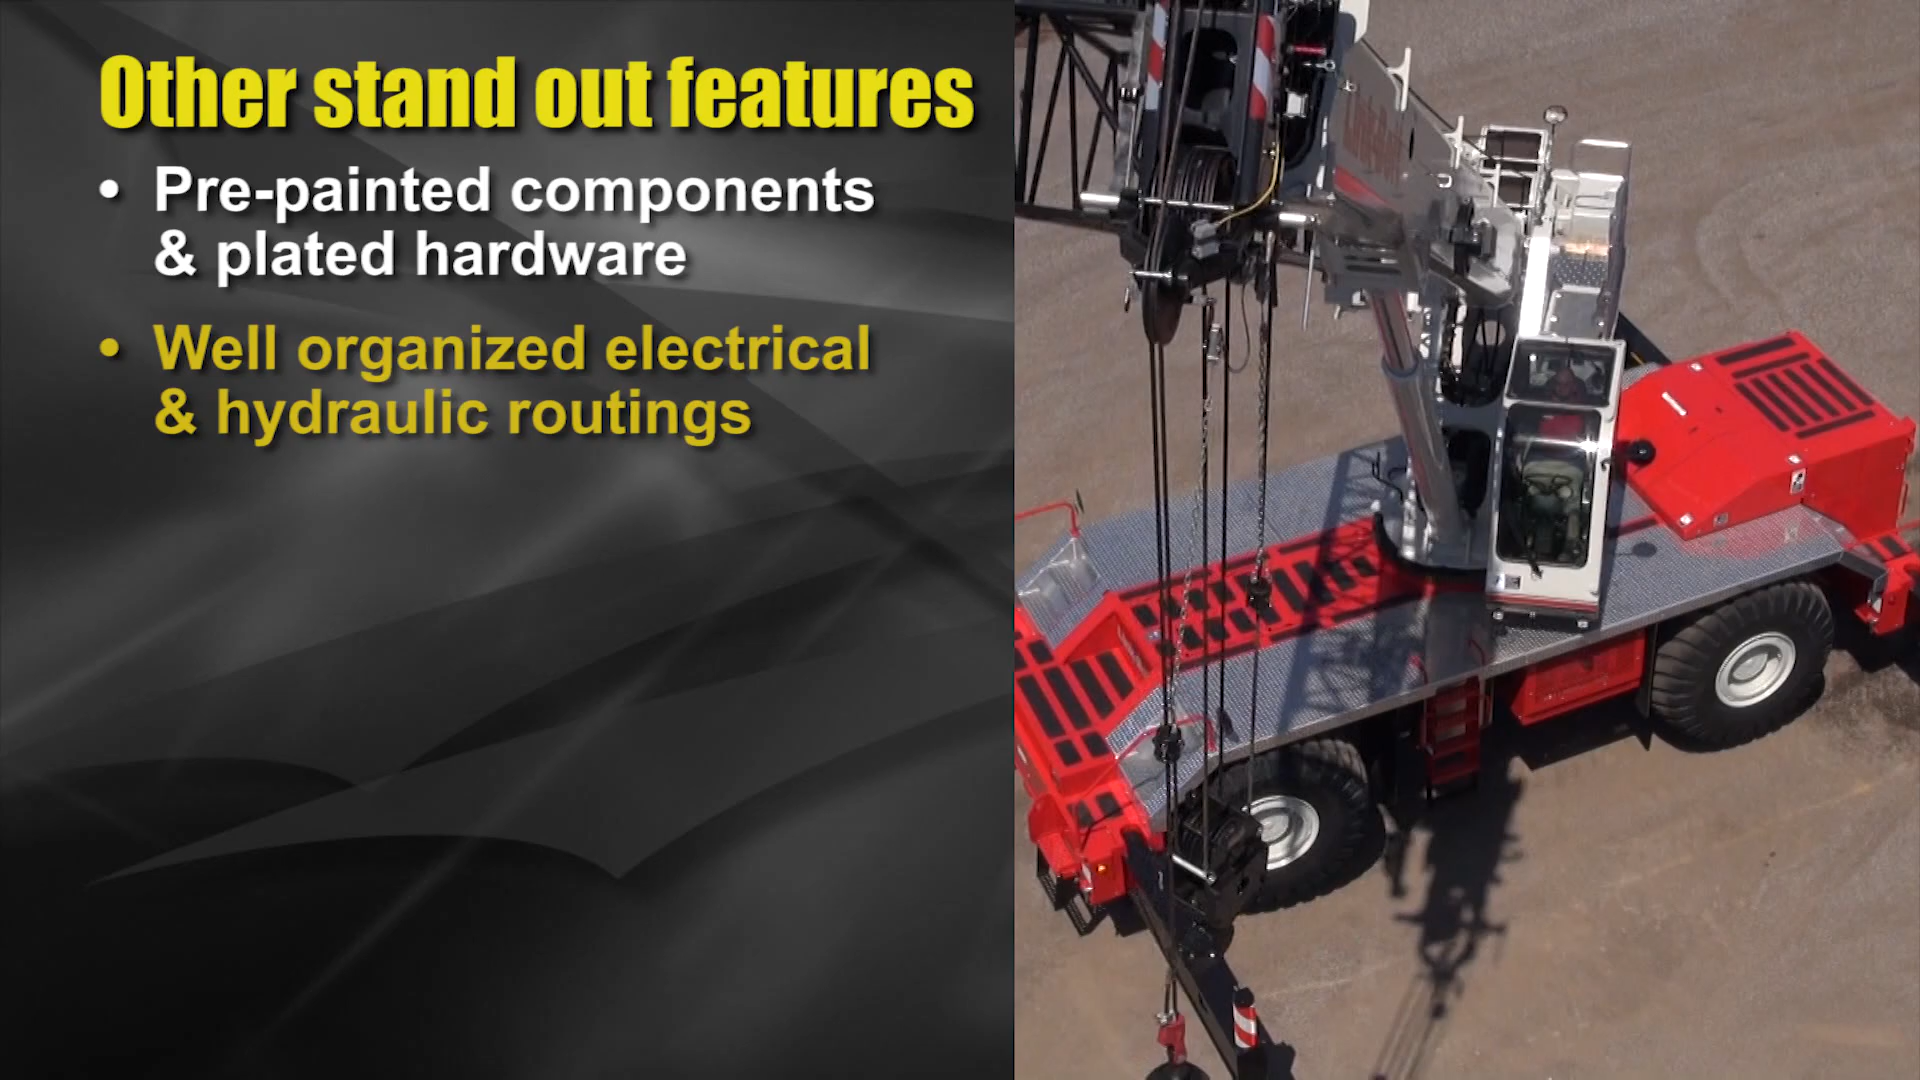 Other stand out features
• Pre-painted components
& plated hardware
• Well organized electrical
& hydraulic routings